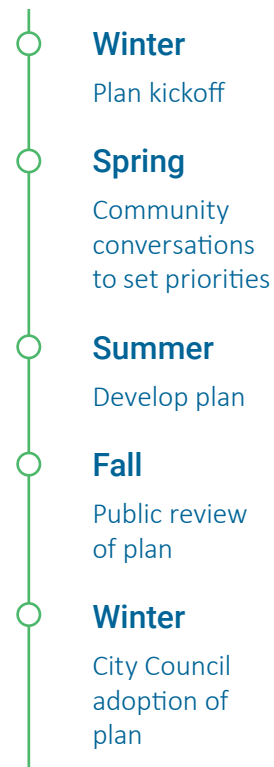 Winter
Plan kickoff
Spring
Community
conversations
to set priorities
Summer
Develop plan
Fall
Public review
of plan
Winter
City Council
adoption of
plan